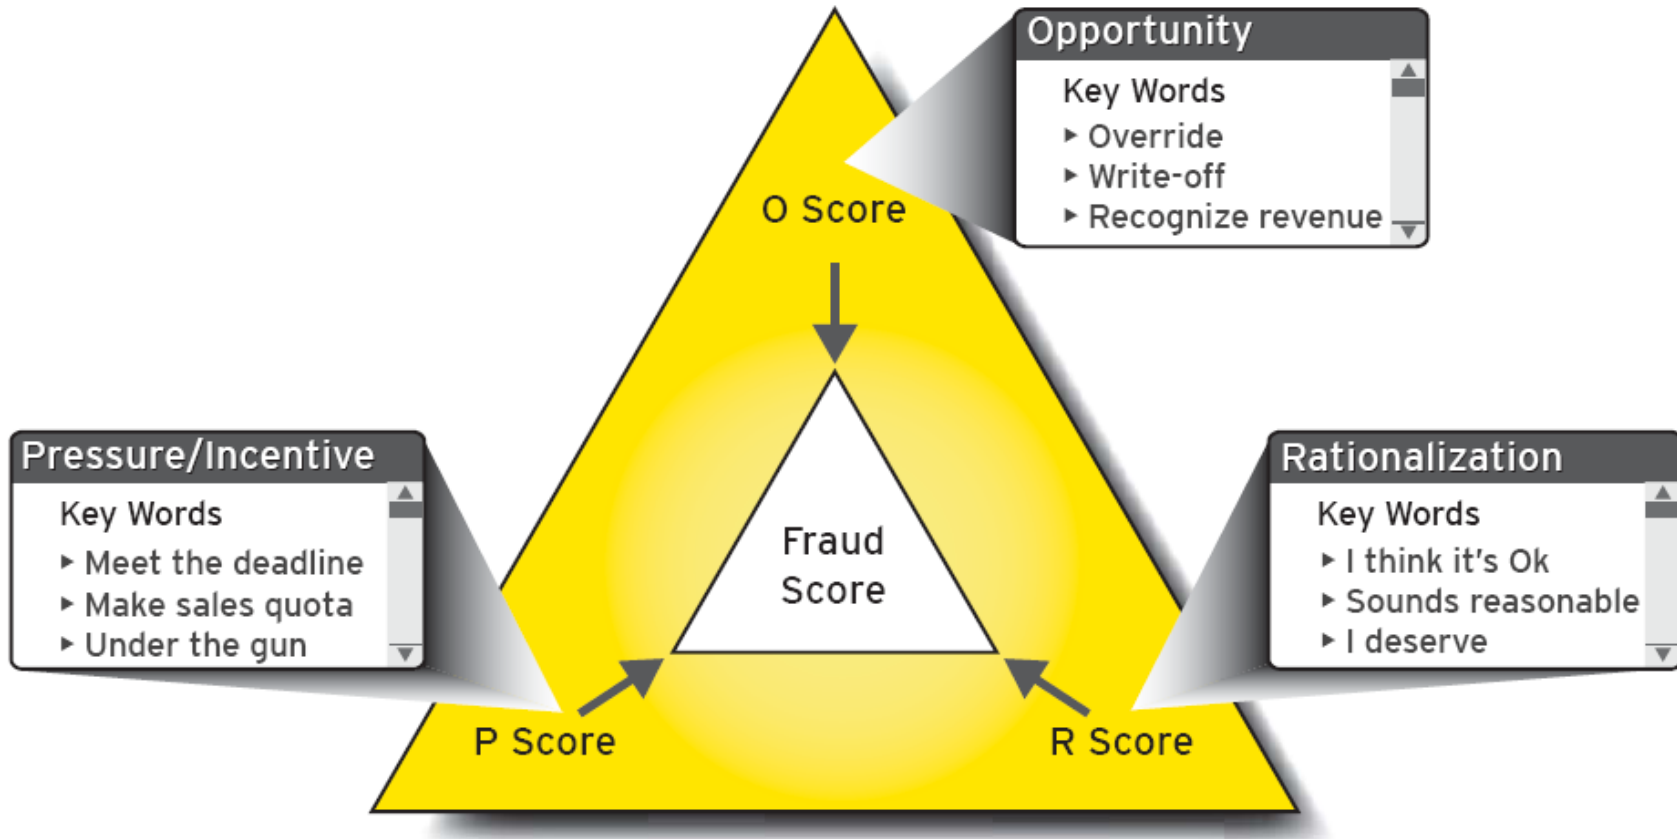 Opportunity
Key Words
▸ Override
▸ Write-off
▸ Recognize revenue
O Score
Pressure/Incentive
Key Words
▸ Meet the deadline
▸ Make sales quota
▸ Under the gun
Fraud
Score
Rationalization
Key Words
▸ I think it's Ok
▸ Sounds reasonable
▸ I deserve
P Score
R Score